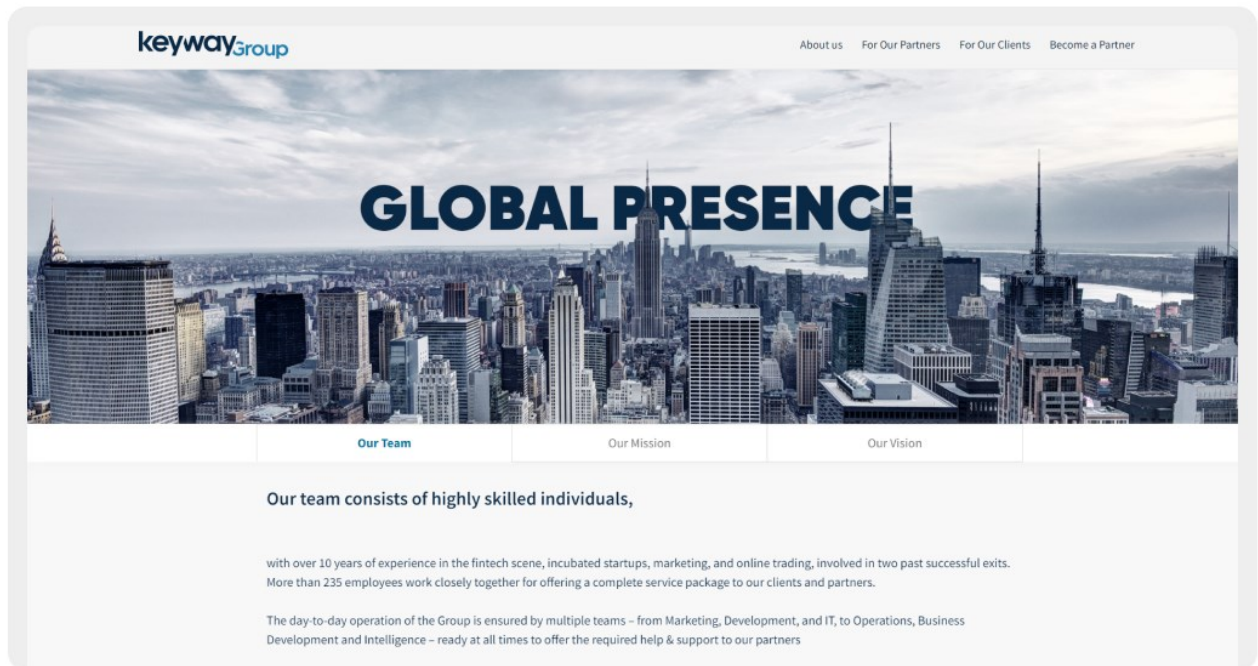 keywayGroup
About us For Our Partners For Our Clients Become a Partner
GLOBAL PRESENCE
Our Team Our Mission Our Vision
Our team consists of highly skilled individuals,
with over 10 years of experience in the fintech scene, incubated startups, marketing, and online trading, involved in two past successful exits.
More than 235 employees work closely together for offering a complete service package to our clients and partners.
The day-to-day operation of the Group is ensured by multiple teams – from Marketing, Development, and IT, to Operations, Business
Development and Intelligence – ready at all times to offer the required help & support to our partners